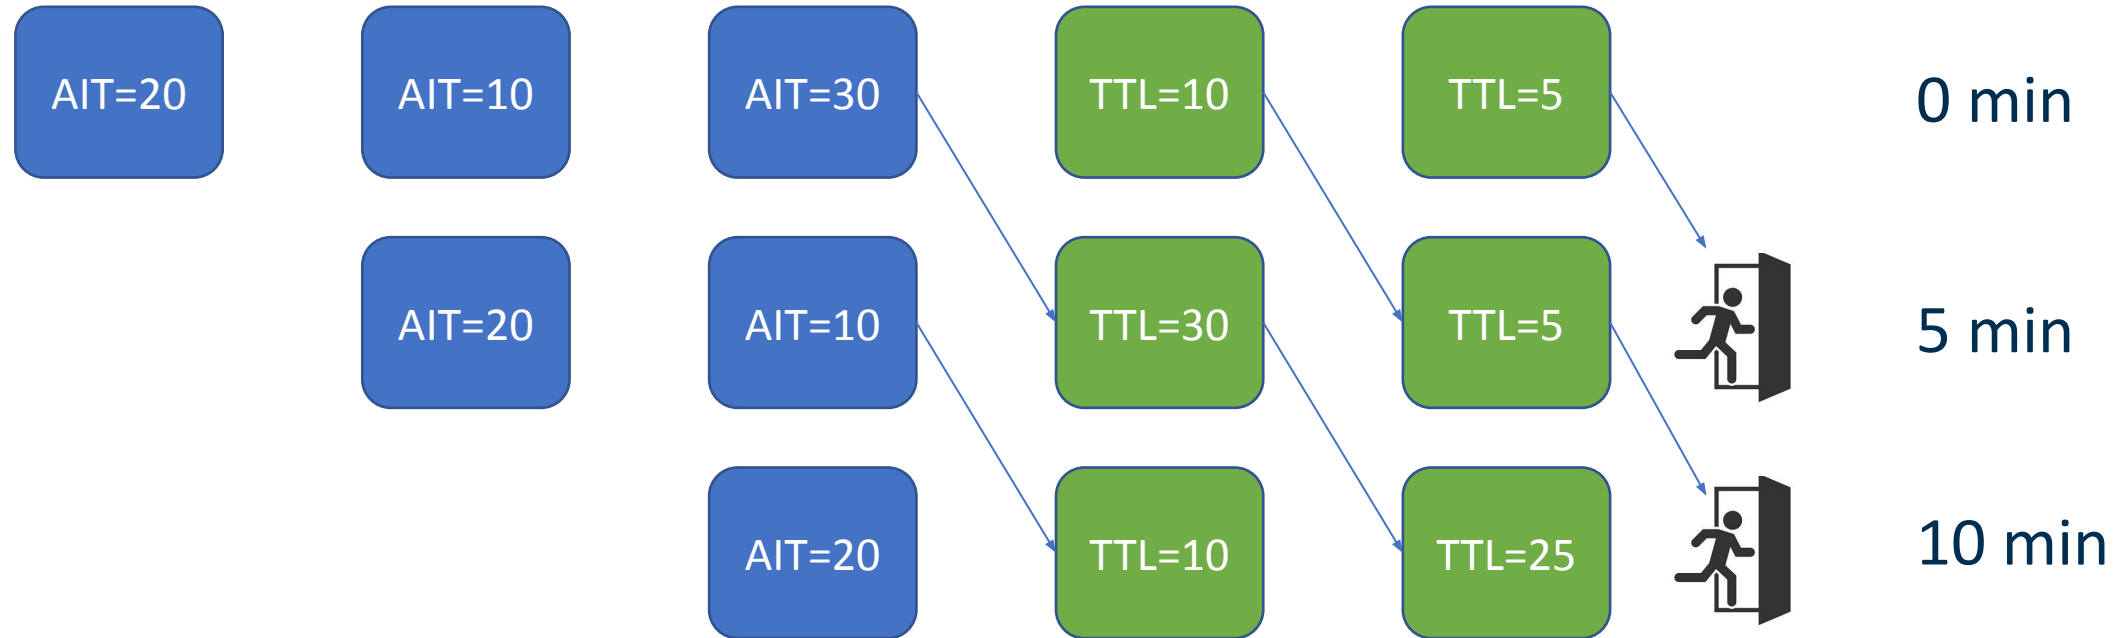 AIT=20
AIT=10
AIT=30
TTL=10
TTL=5
0 min
AIT=20
AIT=10
TTL=30
TTL=5
5 min
AIT=20
TTL=10
TTL=25
10 min